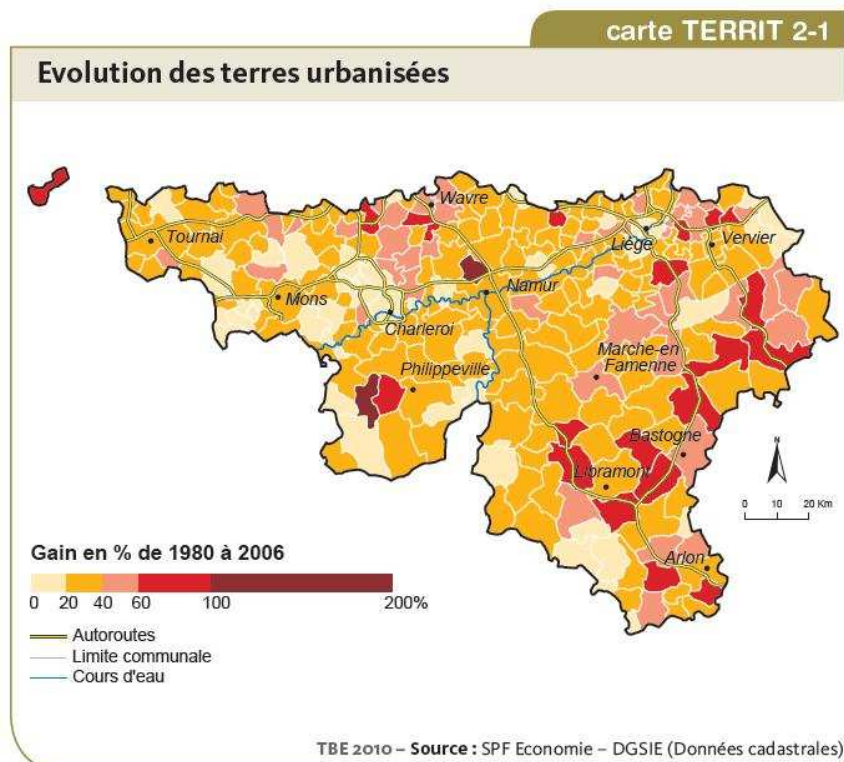 carte TERRIT 2-1
Evolution des terres urbanisées
Wavre
Tournai
Liège
Vervier
Mons
Namur
Charleroi
Philippeville
Marche-en
Famenne
Bastogne
Libramont
N
0 10 20 Km
Arlon
Gain en % de 1980 à 2006
0 20 40 60 100 200%
Autoroutes
Limite communale
Cours d'eau
TBE 2010 – Source : SPF Economie – DGSIE (Données cadastrales)